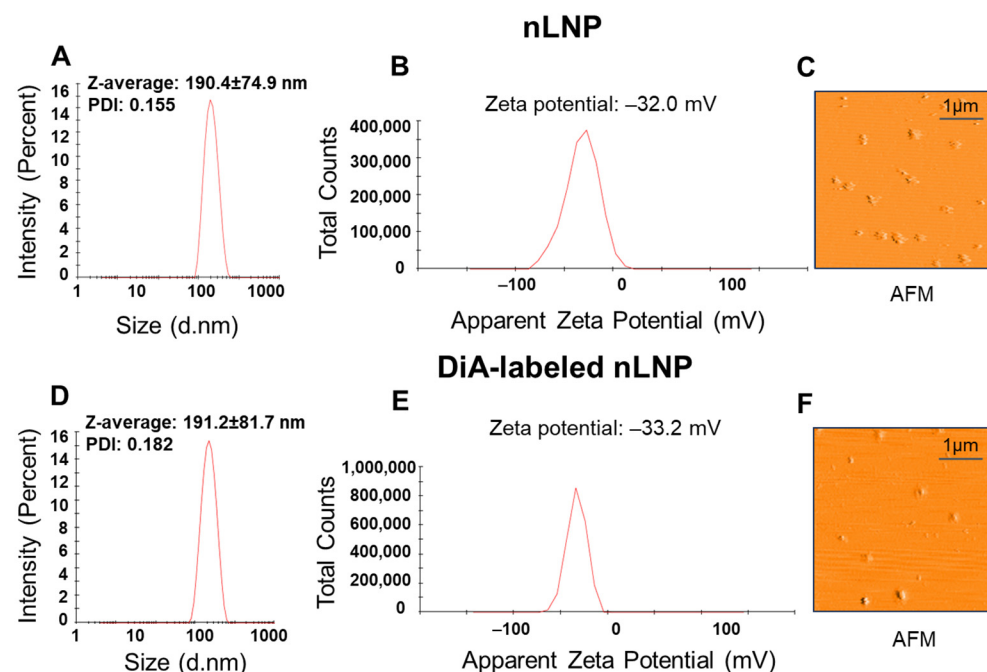 nLNP
A
Z-average: 190.4±74.9 nm
PDI: 0.155
16
14
12
10
8
6
4
2
0
Intensity (Percent)
1 10 100 1000
Size (d.nm)
B
Zeta potential: –32.0 mV
400,000
300,000
200,000
100,000
0
Total Counts
–100 0 100
Apparent Zeta Potential (mV)
C
1µm
AFM
DiA-labeled nLNP
D
Z-average: 191.2±81.7 nm
PDI: 0.182
16
14
12
10
8
6
4
2
0
Intensity (Percent)
1 10 100 1000
Size (d.nm)
E
Zeta potential: –33.2 mV
1,000,000
800,000
600,000
400,000
200,000
0
Total Counts
–100 0 100
Apparent Zeta Potential (mV)
F
1µm
AFM